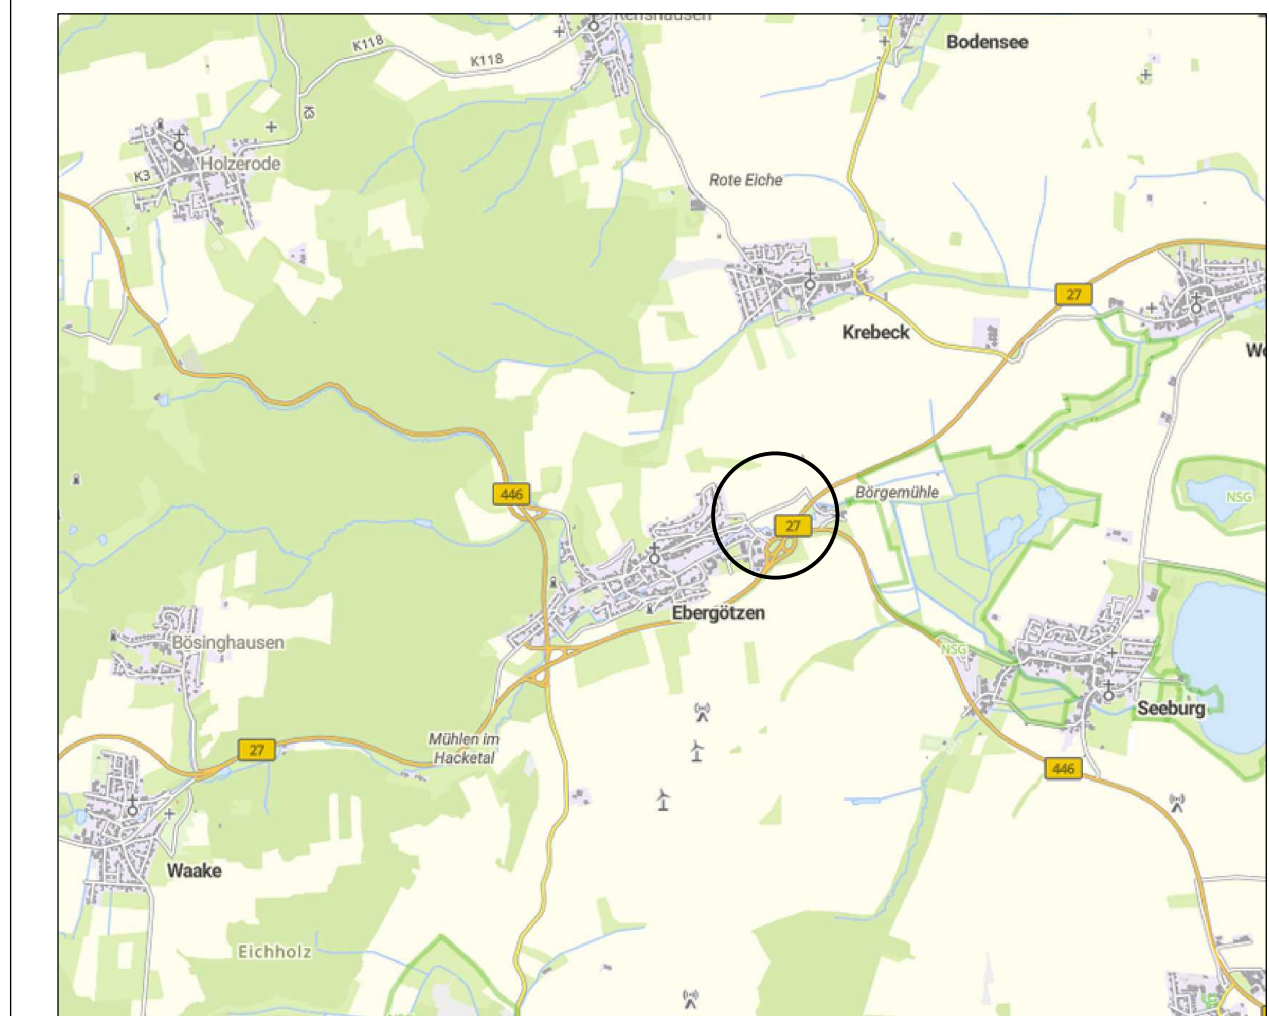 Renshausen
Bodensee
K118
K118
K3
Holzerode
K3
Rote Eiche
27
Krebeck
446
Börgemühle
27
NSG
Ebergötzen
Bösinghausen
NSG
Seeburg
27
Mühlen im
Hacketal
446
Waake
Eichholz